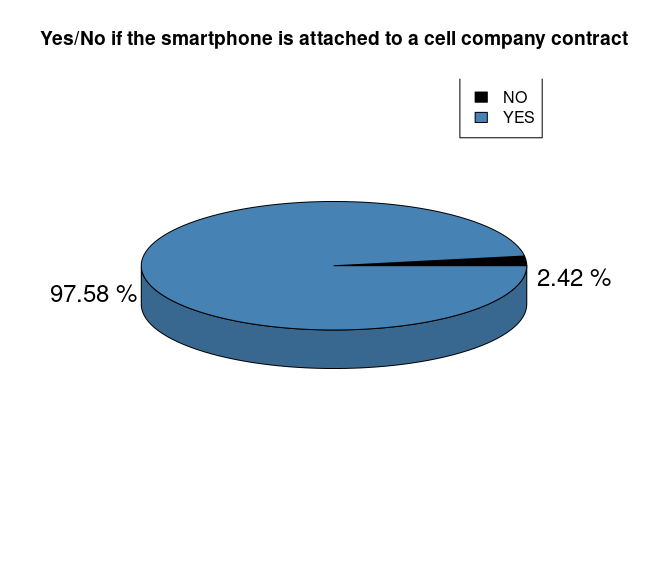 Yes/No if the smartphone is attached to a cell company contract
NO
YES
2.42 %
97.58 %